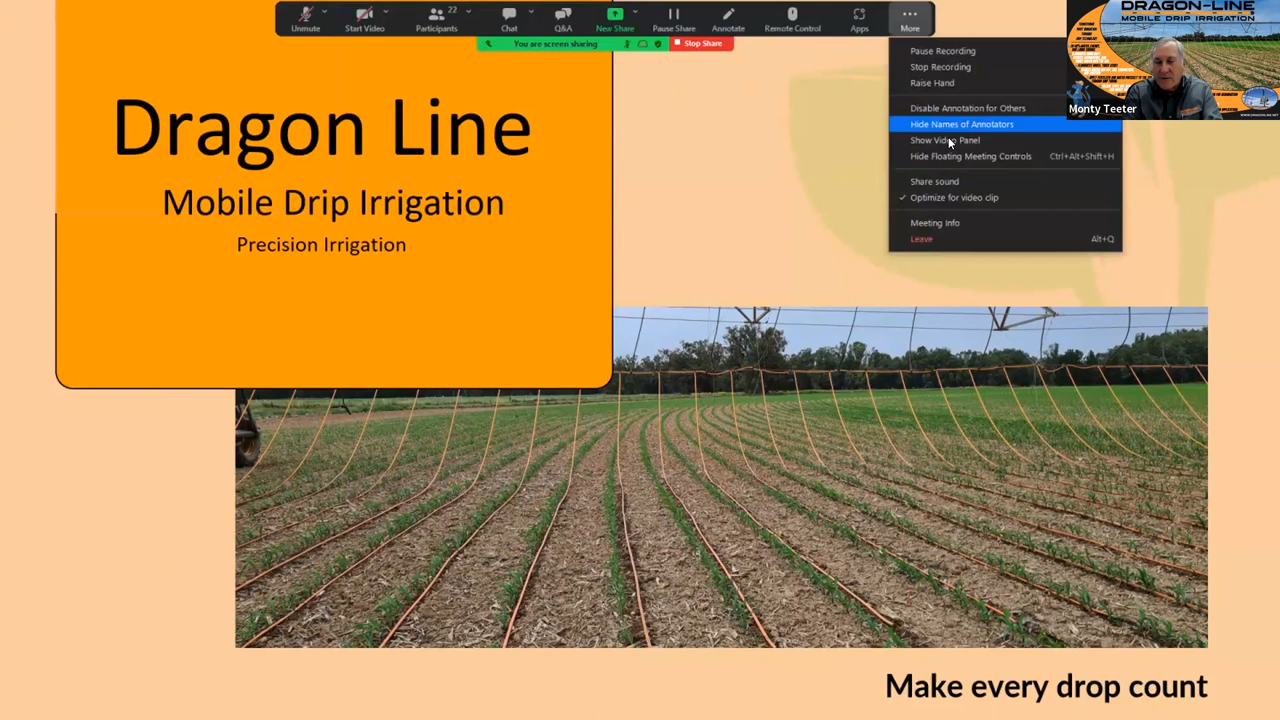 Unmute
Start Video
Participants
22
Chat
Q&A
New Share
Pause Share
Annotate
Remote Control
Apps
More
You are screen sharing
Stop Share
Pause Recording
Stop Recording
Raise Hand
Disable Annotation for Others
Hide Names of Annotators
Show Video Panel
Hide Floating Meeting Controls Ctrl+Alt+Shift+H
Share sound
Optimize for video clip
Meeting Info
Leave Alt+Q
DRAGON-LINE
MOBILE DRIP IRRIGATION
Monty Teeter
Dragon Line
Mobile Drip Irrigation
Precision Irrigation
Make every drop count